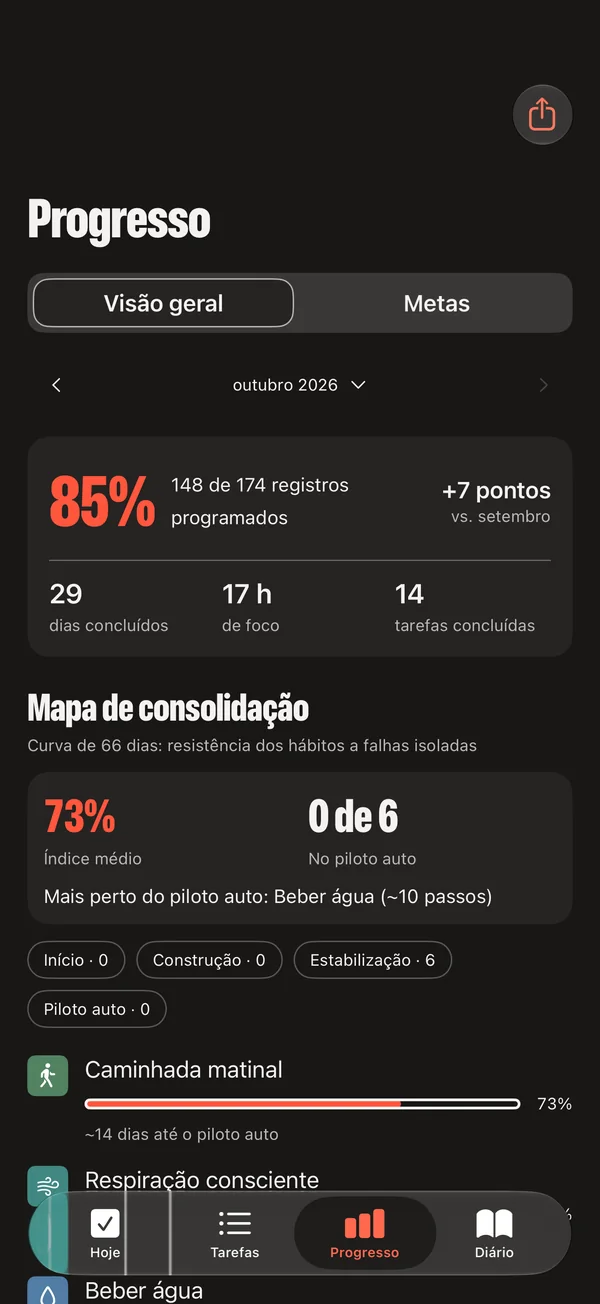 Progresso
Visão geral
Metas
outubro 2026
85%
148 de 174 registros
programados
+7 pontos
vs. setembro
29
dias concluídos
17 h
de foco
14
tarefas concluídas
Mapa de consolidação
Curva de 66 dias: resistência dos hábitos a falhas isoladas
73%
Índice médio
0 de 6
No piloto auto
Mais perto do piloto auto: Beber água (~10 passos)
Início · 0
Construção · 0
Estabilização · 6
Piloto auto · 0
Caminhada matinal
73%
~14 dias até o piloto auto
Respiração consciente
Hoje
Tarefas
Progresso
Diário
Beber água